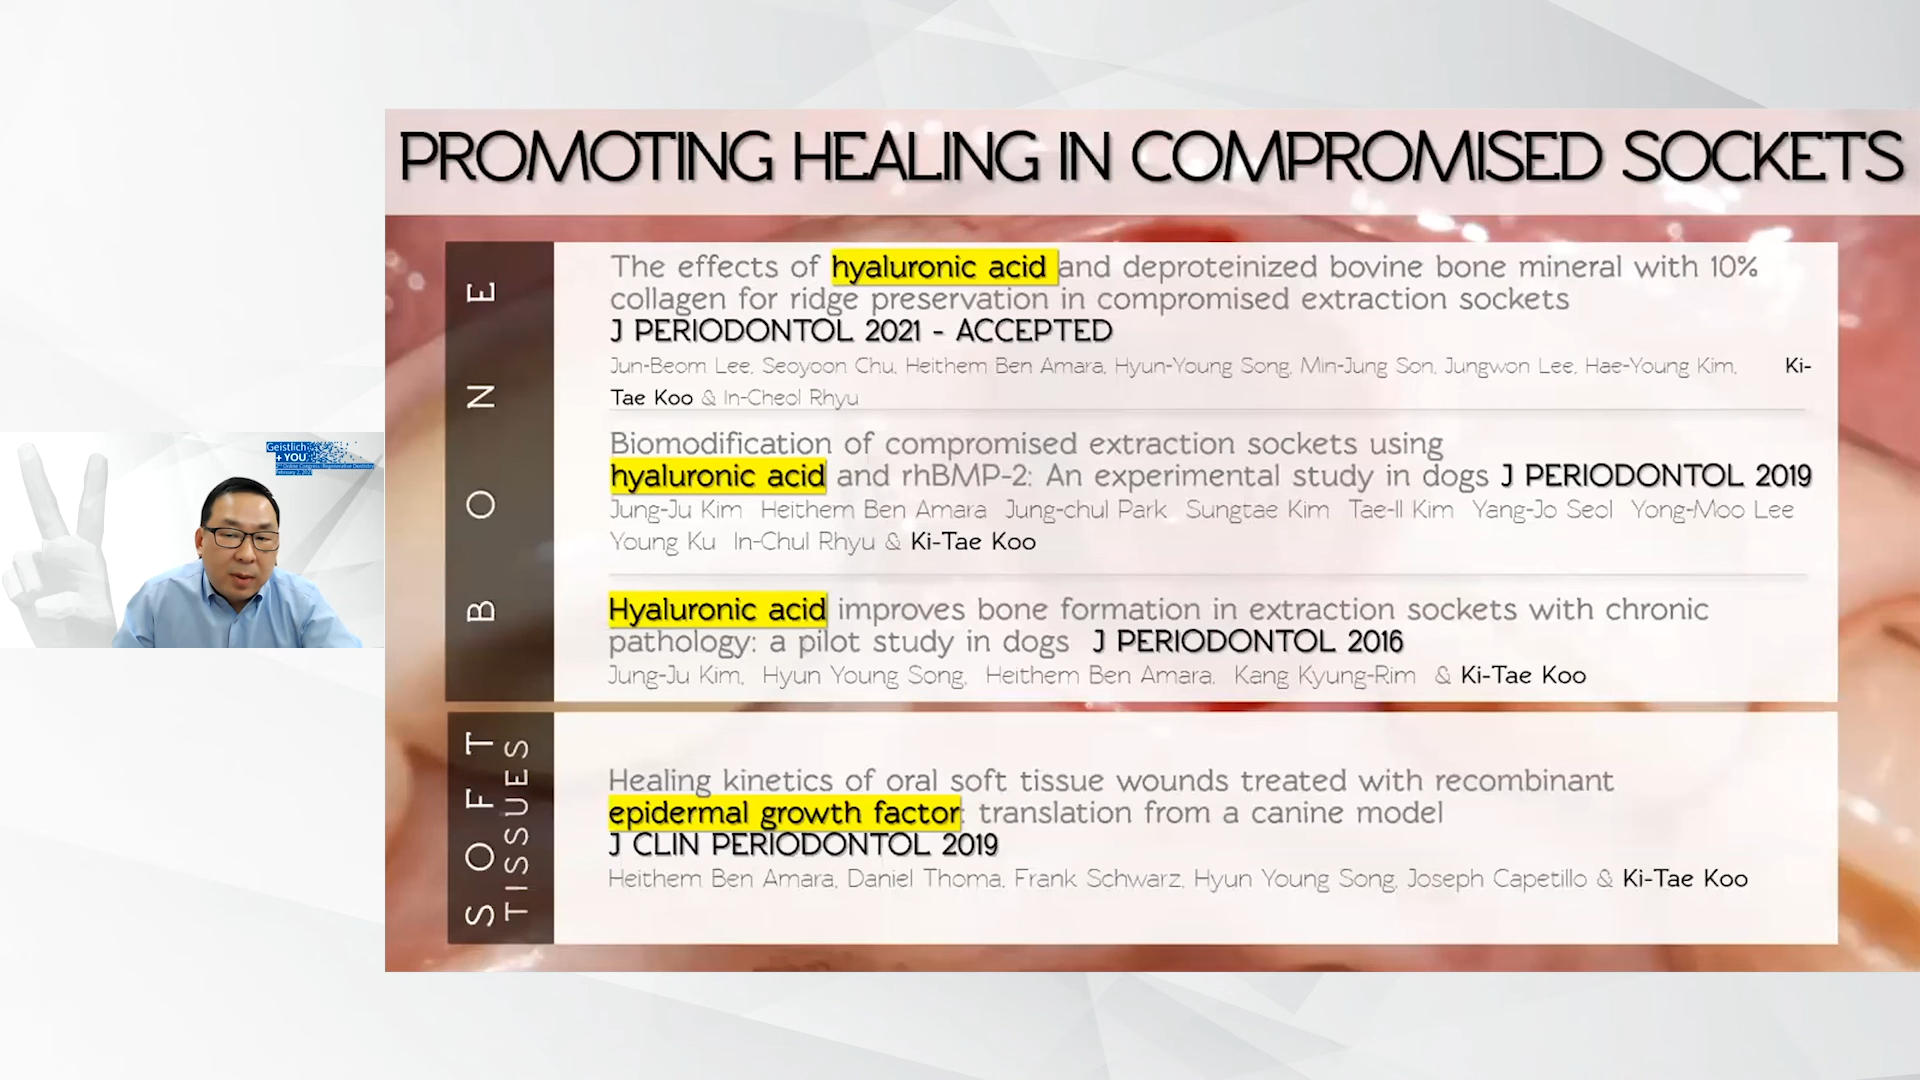 PROMOTING HEALING IN COMPROMISED SOCKETS
BONE
The effects of hyaluronic acid and deproteinized bovine bone mineral with 10%
collagen for ridge preservation in compromised extraction sockets
J PERIODONTOL 2021 - ACCEPTED
Jun-Beom Lee, Seoyoon Chu, Heithem Ben Amara, Hyun-Young Song, Min-Jung Son, Jungwon Lee, Hae-Young Kim, Ki-
Tae Koo & In-Cheol Rhyu
Biomodification of compromised extraction sockets using
hyaluronic acid and rhBMP-2: An experimental study in dogs J PERIODONTOL 2019
Jung-Ju Kim Heithem Ben Amara Jung-chul Park Sungtae Kim Tae-Il Kim Yang-Jo Seol Yong-Moo Lee
Young Ku In-Chul Rhyu & Ki-Tae Koo
Hyaluronic acid improves bone formation in extraction sockets with chronic
pathology: a pilot study in dogs J PERIODONTOL 2016
Jung-Ju Kim, Hyun Young Song, Heithem Ben Amara, Kang Kyung-Rim & Ki-Tae Koo
SOFT
TISSUES
Healing kinetics of oral soft tissue wounds treated with recombinant
epidermal growth factor: translation from a canine model
J CLIN PERIODONTOL 2019
Heithem Ben Amara, Daniel Thoma, Frank Schwarz, Hyun Young Song, Joseph Capetillo & Ki-Tae Koo
Geistlich
+ YOU
Online Congress Regenerative Dentistry